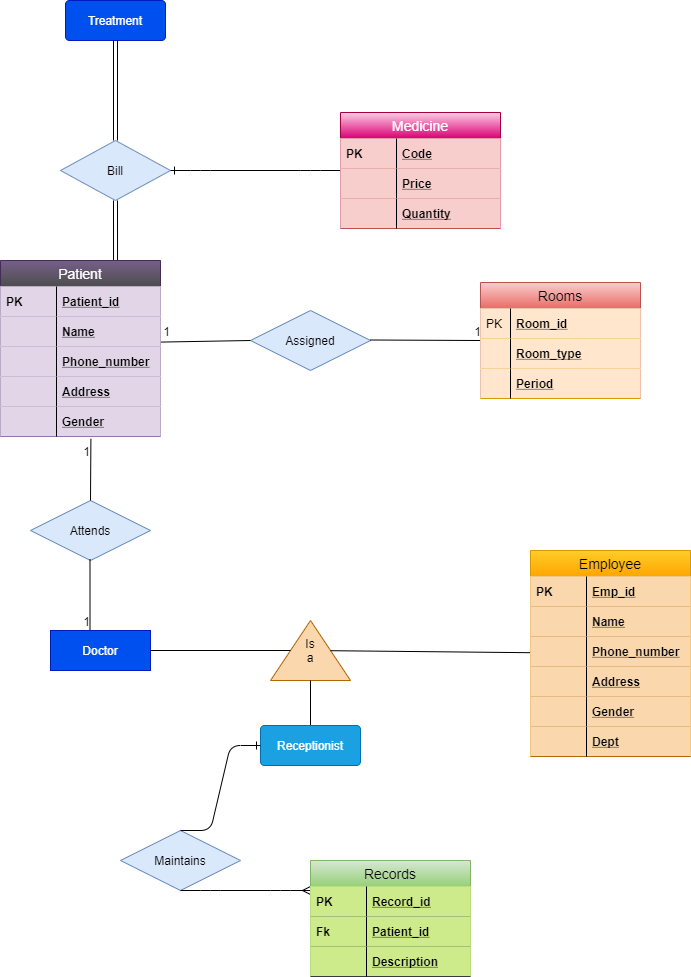 Treatment
Medicine
PK Code
Price
Quantity
Bill
Patient
PK Patient_id
Name
Phone_number
Address
Gender
1
Assigned
1
Rooms
PK Room_id
Room_type
Period
1
Attends
1
Doctor
Is
a
Employee
PK Emp_id
Name
Phone_number
Address
Gender
Dept
Receptionist
Maintains
Records
PK Record_id
Fk Patient_id
Description